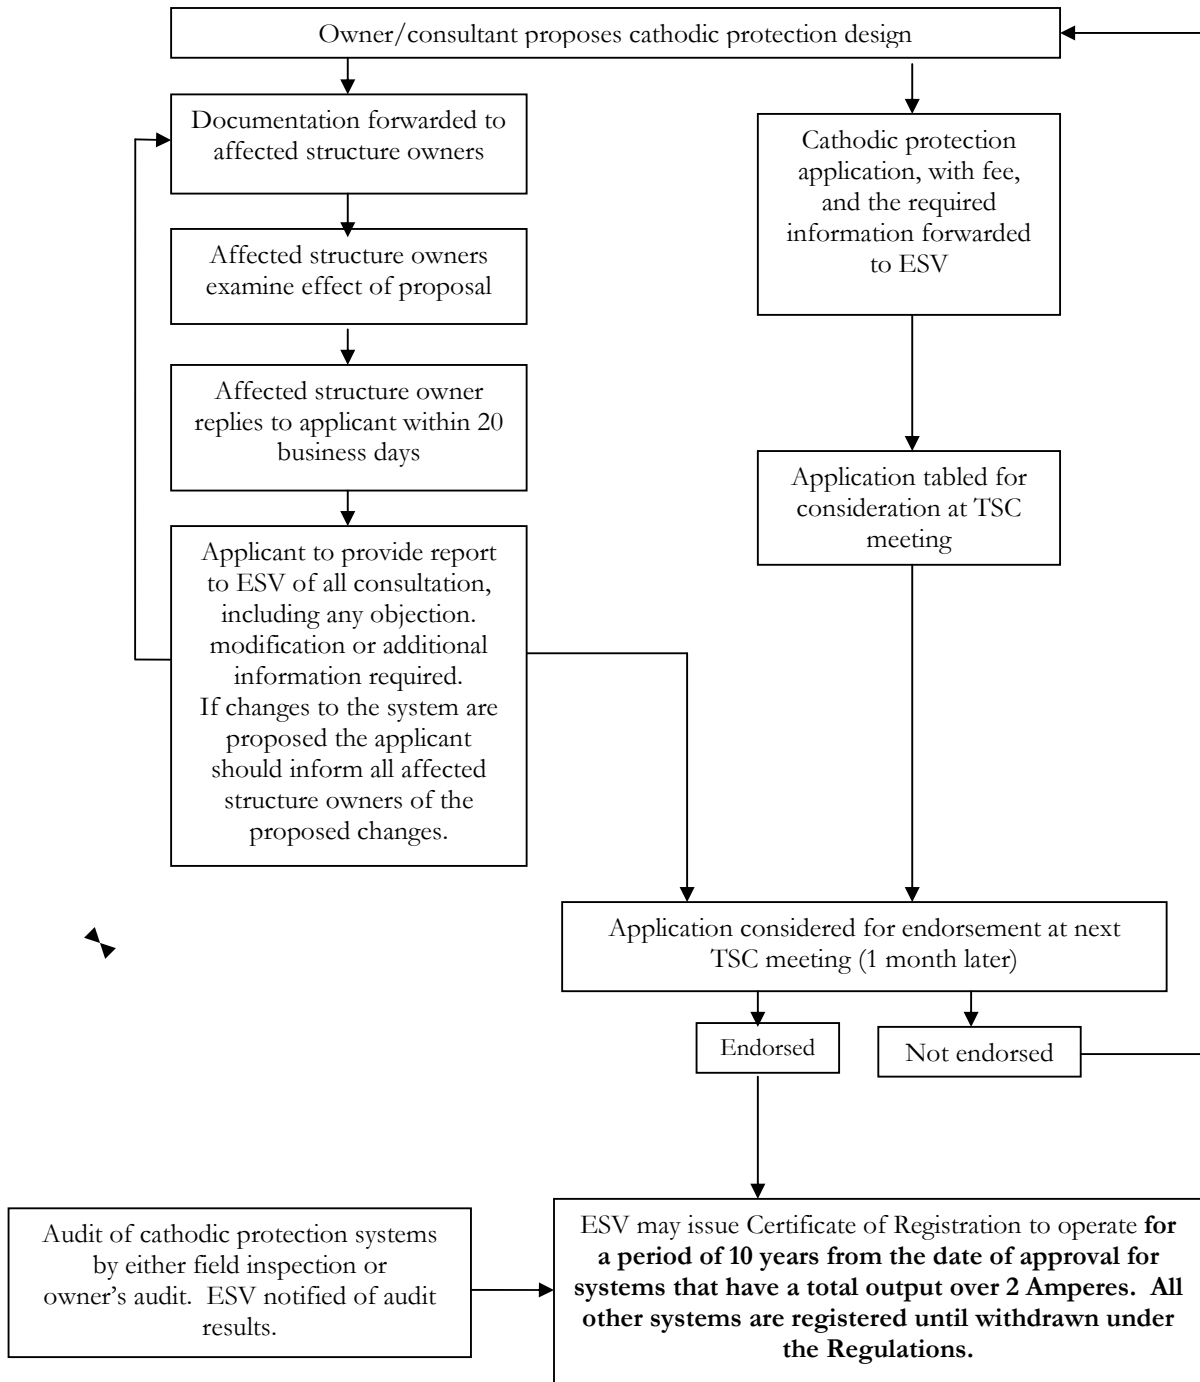 Owner/consultant proposes cathodic protection design
Documentation forwarded to
affected structure owners
Affected structure owners
examine effect of proposal
Affected structure owner
replies to applicant within 20
business days
Applicant to provide report
to ESV of all consultation,
including any objection.
modification or additional
information required.
If changes to the system are
proposed the applicant
should inform all affected
structure owners of the
proposed changes.
Cathodic protection
application, with fee,
and the required
information forwarded
to ESV
Application tabled for
consideration at TSC
meeting
Application considered for endorsement at next
TSC meeting (1 month later)
Endorsed
Not endorsed
Audit of cathodic protection systems
by either field inspection or
owner’s audit.  ESV notified of audit
results.
ESV may issue Certificate of Registration to operate for
a period of 10 years from the date of approval for
systems that have a total output over 2 Amperes.  All
other systems are registered until withdrawn under
the Regulations.